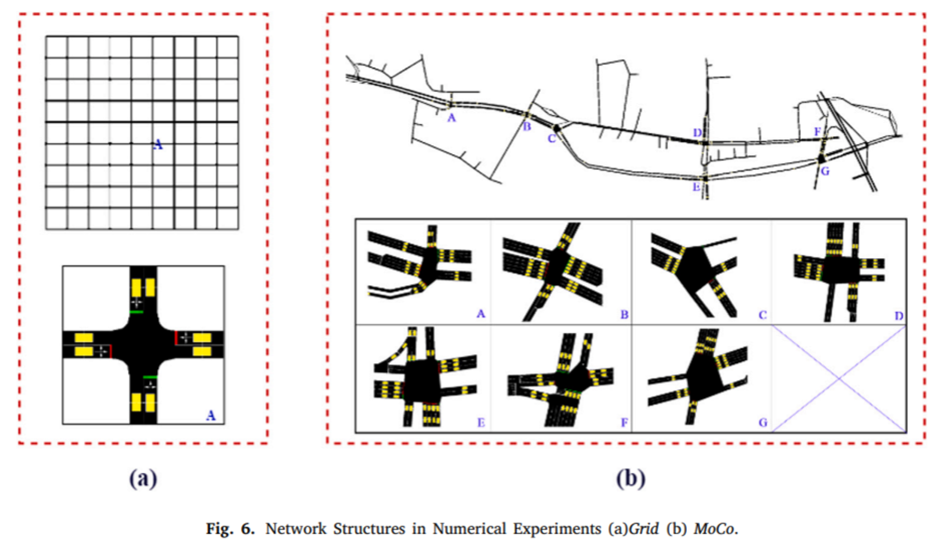 A
A
(a)
A
B
C
D
E
F
G
A
B
C
D
E
F
G
(b)
Fig. 6. Network Structures in Numerical Experiments (a)Grid (b) MoCo.